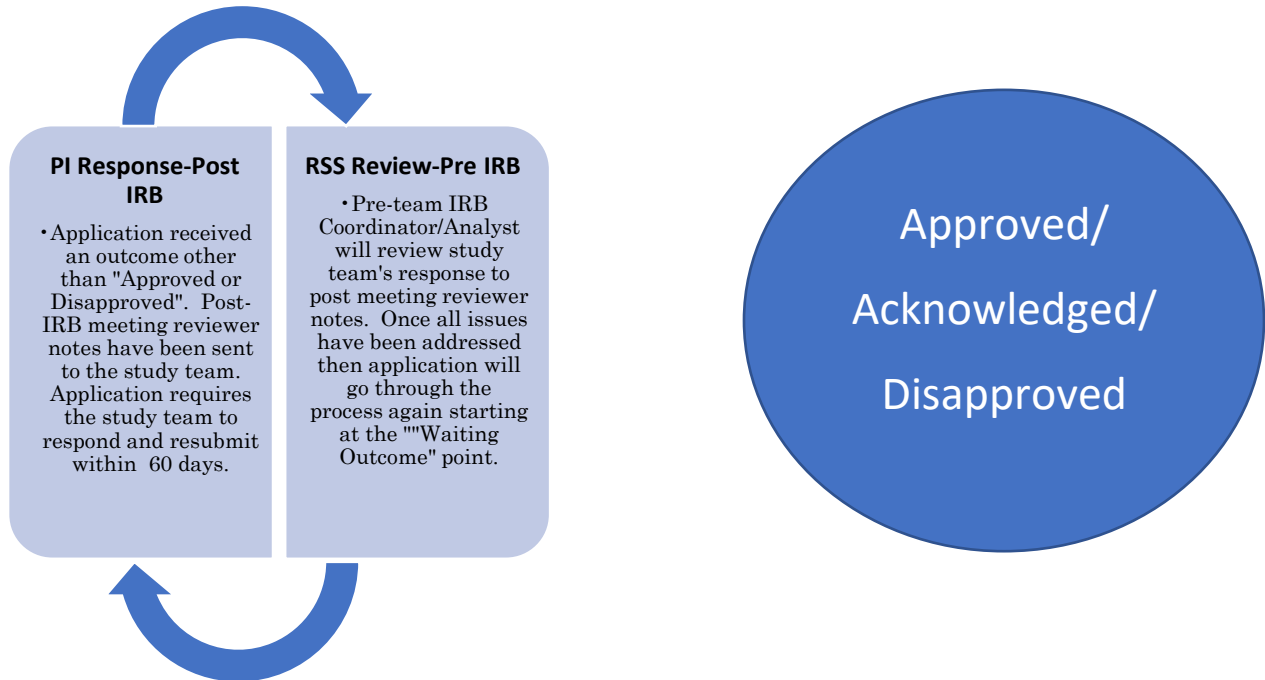 PI Response-Post
IRB
•Application received
an outcome other
than "Approved or
Disapproved". Post-
IRB meeting reviewer
notes have been sent
to the study team.
Application requires
the study team to
respond and resubmit
within 60 days.
RSS Review-Pre IRB
•Pre-team IRB
Coordinator/Analyst
will review study
team's response to
post meeting reviewer
notes. Once all issues
have been addressed
then application will
go through the
process again starting
at the ""Waiting
Outcome" point.
Approved/
Acknowledged/
Disapproved